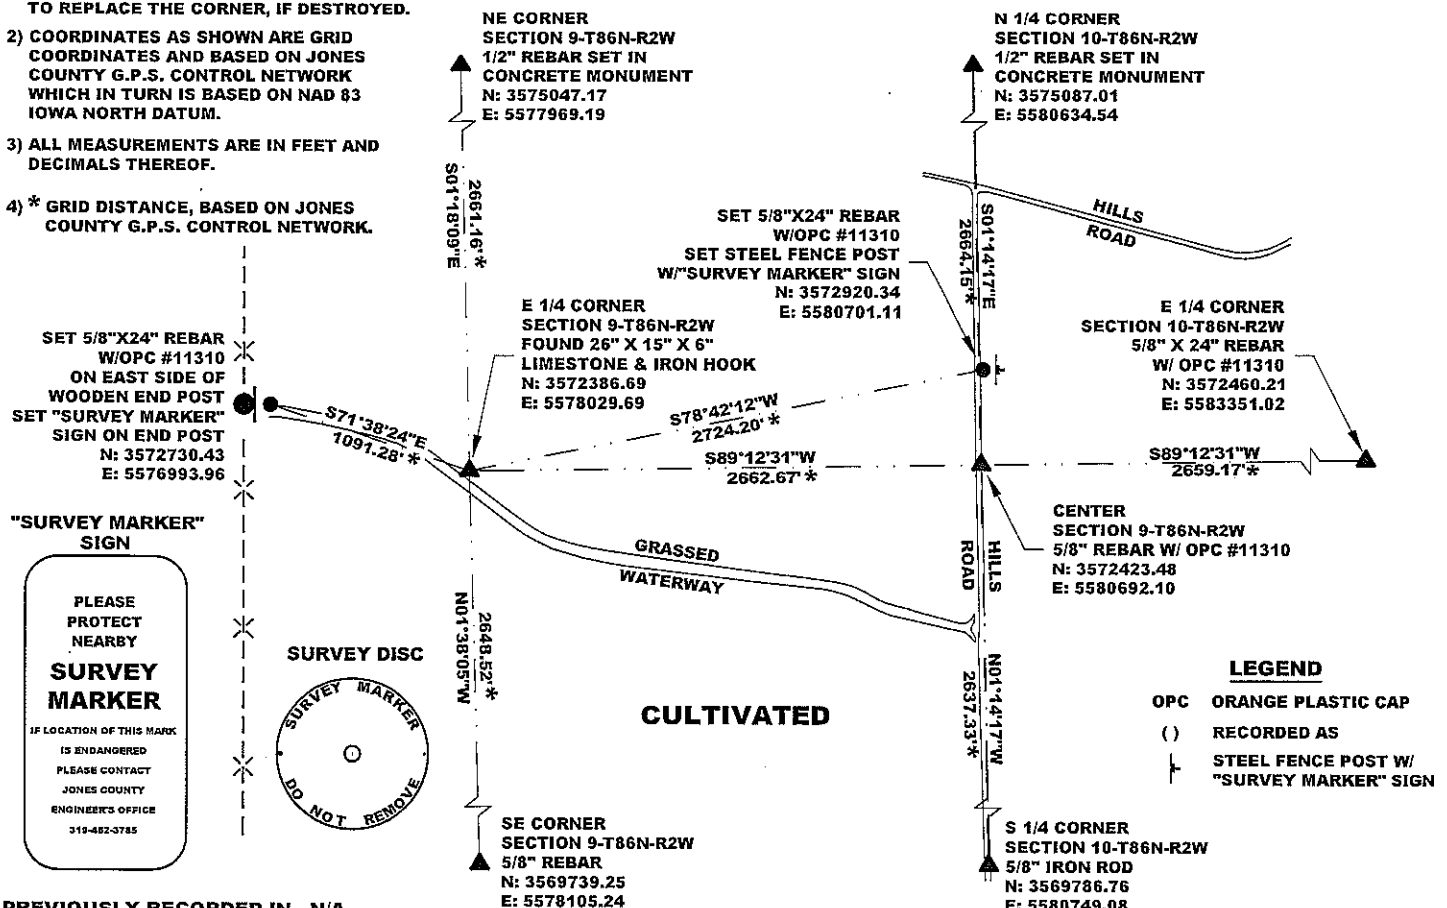 TO REPLACE THE CORNER, IF DESTROYED.
2) COORDINATES AS SHOWN ARE GRID
COORDINATES AND BASED ON JONES
COUNTY G.P.S. CONTROL NETWORK
WHICH IN TURN IS BASED ON NAD 83
IOWA NORTH DATUM.
3) ALL MEASUREMENTS ARE IN FEET AND
DECIMALS THEREOF.
4) * GRID DISTANCE, BASED ON JONES
COUNTY G.P.S. CONTROL NETWORK.
NE CORNER
SECTION 9-T86N-R2W
1/2" REBAR SET IN
CONCRETE MONUMENT
N: 3575047.17
E: 5577969.19
N 1/4 CORNER
SECTION 10-T86N-R2W
1/2" REBAR SET IN
CONCRETE MONUMENT
N: 3575087.01
E: 5580634.54
2661.16'*
S01°18'09"E
SET 5/8"X24" REBAR
W/OPC #11310
SET STEEL FENCE POST
W/"SURVEY MARKER" SIGN
N: 3572920.34
E: 5580701.11
S01°14'17"E
2664.15'*
HILLS
ROAD
E 1/4 CORNER
SECTION 9-T86N-R2W
FOUND 26" X 15" X 6"
LIMESTONE & IRON HOOK
N: 3572386.69
E: 5578029.69
E 1/4 CORNER
SECTION 10-T86N-R2W
5/8" X 24" REBAR
W/ OPC #11310
N: 3572460.21
E: 5583351.02
SET 5/8"X24" REBAR
W/OPC #11310
ON EAST SIDE OF
WOODEN END POST
SET "SURVEY MARKER"
SIGN ON END POST
N: 3572730.43
E: 5576993.96
S71°38'24"E
1091.28'*
S78°42'12"W
2724.20'*
S89°12'31"W
2662.67'*
S89°12'31"W
2659.17'*
CENTER
SECTION 9-T86N-R2W
5/8" REBAR W/ OPC #11310
N: 3572423.48
E: 5580692.10
"SURVEY MARKER"
SIGN
PLEASE
PROTECT
NEARBY
SURVEY
MARKER
IF LOCATION OF THIS MARK
IS ENDANGERED
PLEASE CONTACT
JONES COUNTY
ENGINEER'S OFFICE
319-462-3785
SURVEY DISC
SURVEY MARKER
DO NOT REMOVE
GRASSED
WATERWAY
HILLS
ROAD
2648.52'*
N01°38'05"W
N01°14'17"W
2637.33'*
CULTIVATED
LEGEND
OPC ORANGE PLASTIC CAP
( ) RECORDED AS
STEEL FENCE POST W/
"SURVEY MARKER" SIGN
SE CORNER
SECTION 9-T86N-R2W
5/8" REBAR
N: 3569739.25
E: 5578105.24
S 1/4 CORNER
SECTION 10-T86N-R2W
5/8" IRON ROD
N: 3569786.76
E: 5580749.08
PREVIOUSLY RECORDED IN N/A